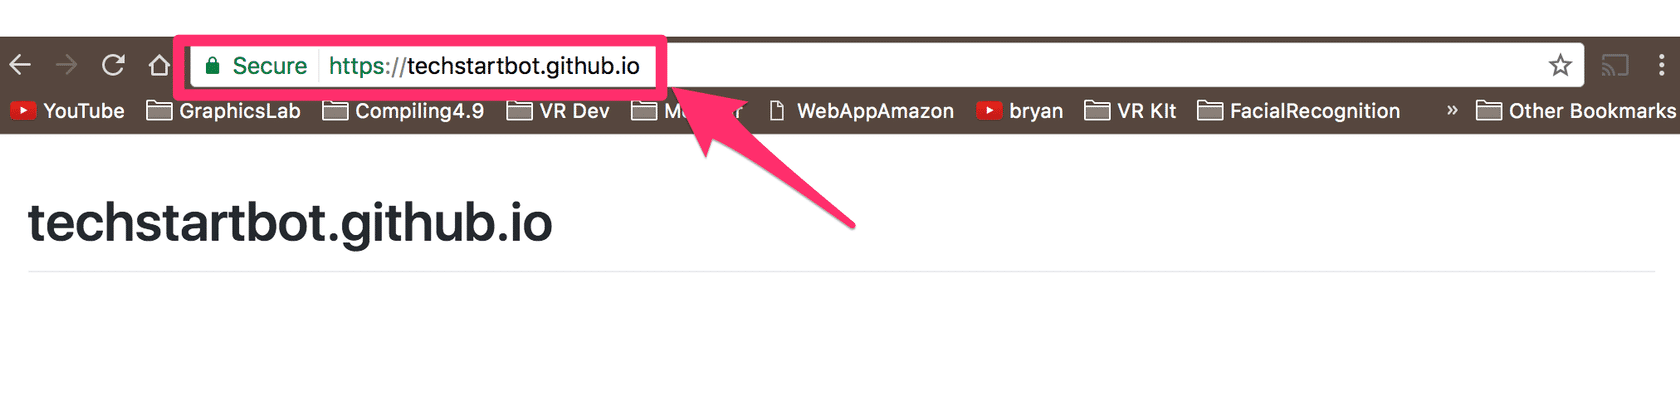 Secure https://techstartbot.github.io
YouTube GraphicsLab Compiling4.9 VR Dev WebAppAmazon bryan VR KIt FacialRecognition » Other Bookmarks
techstartbot.github.io